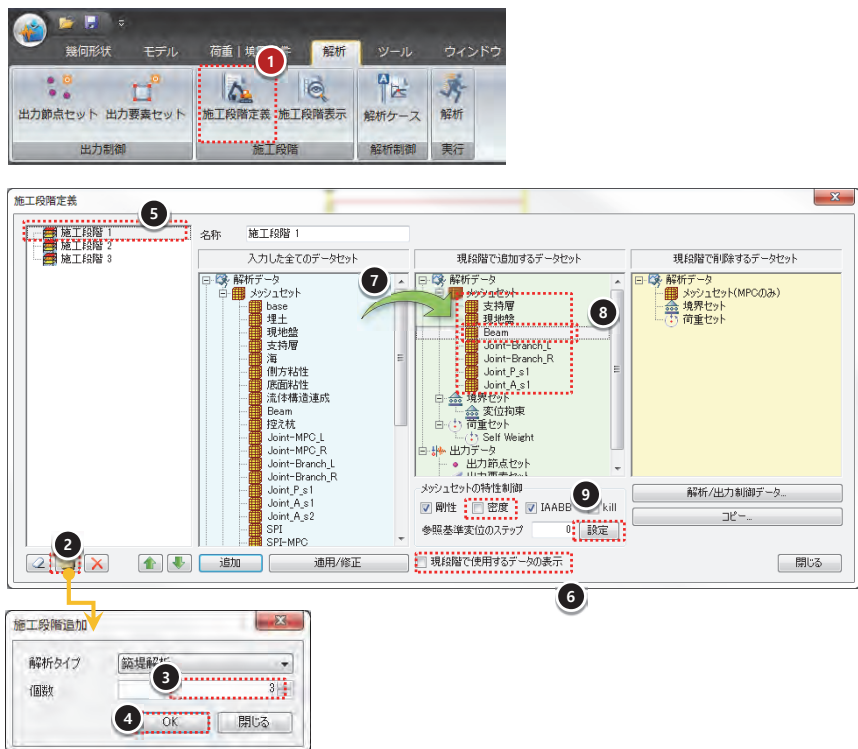 幾何形状 モデル 荷重 | 境 件 解析 ツール ウィンドウ
1
出力節点セット 出力要素セット 施工段階定義 施工段階表示 解析ケース 解析
出力制御 施工段階 解析制御 実行
施工段階定義
5
施工段階 1
施工段階 2
施工段階 3
名称 施工段階 1
入力した全てのデータセット
7
解析データ
メッシュセット
base
埋土
現地盤
支持層
海
側方粘性
底面粘性
流体構造連成
Beam
控え杭
Joint-MPC_L
Joint-MPC_R
Joint-Branch_L
Joint-Branch_R
Joint_P_s1
Joint_A_s1
Joint_A_s2
SPI
SPI-MPC
現段階で追加するデータセット
解析データ
メッシュセット
8
支持層
現地盤
Beam
Joint-Branch_L
Joint-Branch_R
Joint_P_s1
Joint_A_s1
境界セット
変位拘束
荷重セット
Self Weight
出力データ
出力節点セット
出力要素セット
現段階で削除するデータセット
解析データ
メッシュセット(MPCのみ)
境界セット
荷重セット
メッシュセットの特性制御
9
剛性 密度 IAABB kill
参照基準変位のステップ 0 設定
解析/出力制御データ...
コピー...
2
追加 適用/修正 現段階で使用するデータの表示 閉じる
6
施工段階追加
解析タイプ 築堤解析
3
個数 3
4
OK 閉じる